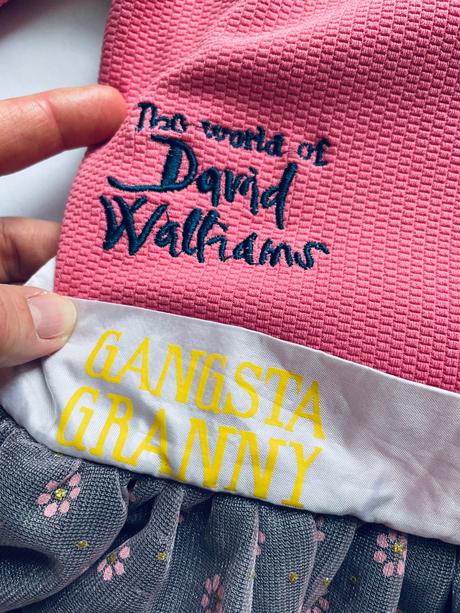 The world of
David
Walliams
GANGSTA
GRANNY